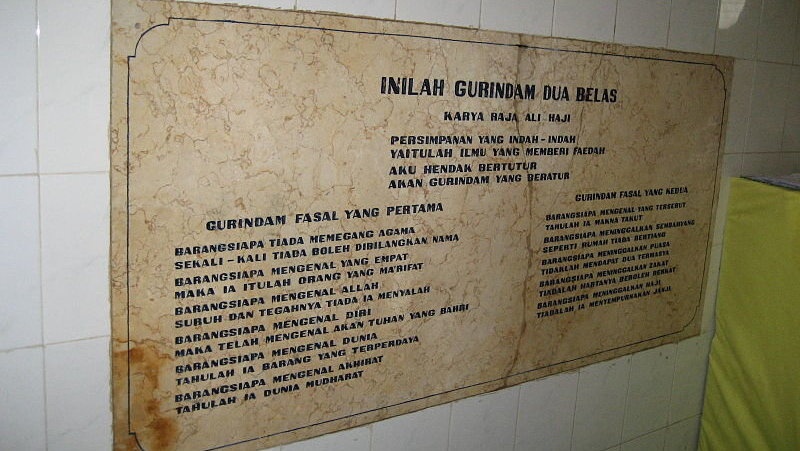 INILAH GURINDAM DUA BELAS
KARYA RAJA ALI HAJI
PERSIMPANAN YANG INDAH-INDAH
YAITULAH ILMU YANG MEMBERI FAEDAH
AKU HENDAK BERTUTUR
AKAN GURINDAM YANG BERATUR
GURINDAM FASAL YANG PERTAMA
BARANGSIAPA TIADA MEMEGANG AGAMA
SEKALI-KALI TIADA BOLEH DIBILANGKAN NAMA
BARANGSIAPA MENGENAL YANG EMPAT
MAKA IA ITULAH ORANG YANG MA'RIFAT
BARANGSIAPA MENGENAL ALLAH
SURUH DAN TEGAHNYA TIADA IA MENYALAH
BARANGSIAPA MENGENAL DIRI
MAKA TELAH MENGENAL AKAN TUHAN YANG BAHRI
BARANGSIAPA MENGENAL DUNIA
TAHULAH IA BARANG YANG TERPERDAYA
BARANGSIAPA MENGENAL AKHIRAT
TAHULAH IA DUNIA MUDHARAT
GURINDAM FASAL YANG KEDUA
BARANGSIAPA MENGENAL YANG TERSEBUT
TAHULAH IA MAKNA TAKUT
BARANGSIAPA MENINGGALKAN SEMBAHYANG
SEPERTI RUMAH TIADA BERTIANG
BARANGSIAPA MENINGGALKAN PUASA
TIDAKLAH MENDAPAT DUA TERMASYA
BARANGSIAPA MENINGGALKAN ZAKAT
TIADALAH HARTANYA BEROLEH BERKAT
BARANGSIAPA MENINGGALKAN HAJI
TIADALAH IA MENYEMPURNAKAN JANJI